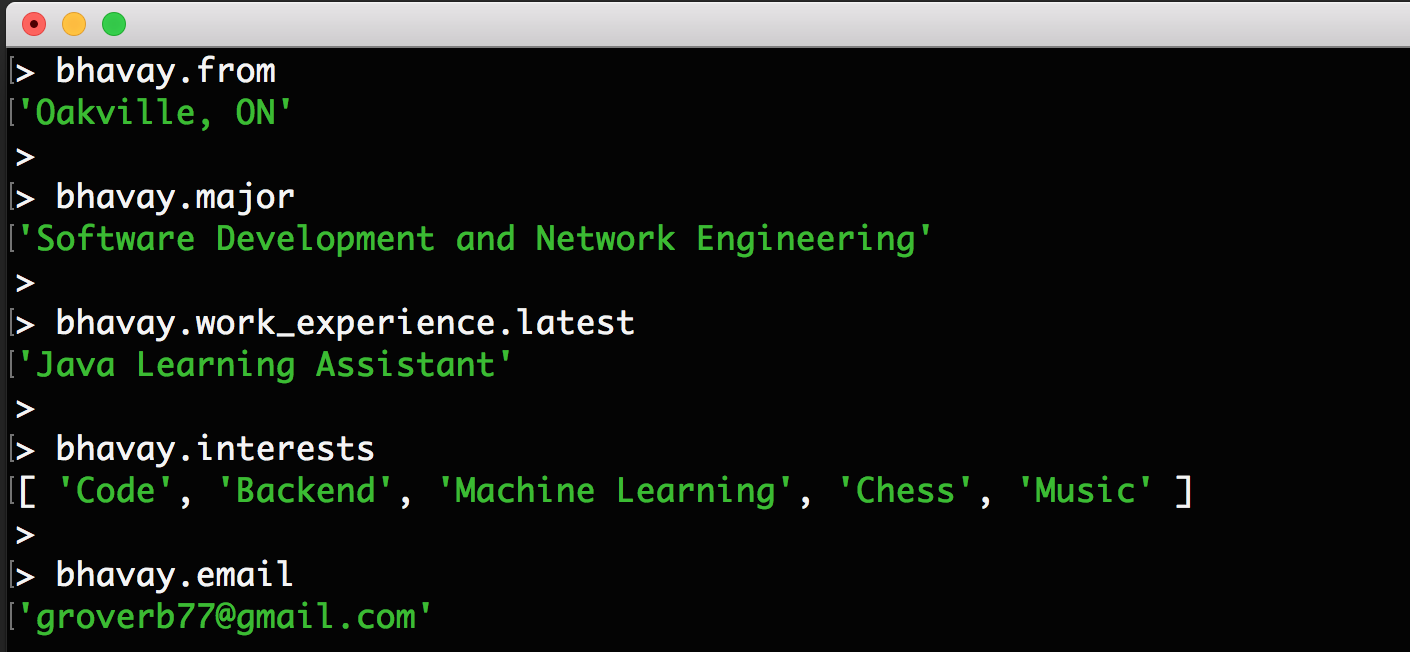 > bhavay.from
'Oakville, ON'
>
> bhavay.major
'Software Development and Network Engineering'
>
> bhavay.work_experience.latest
'Java Learning Assistant'
>
> bhavay.interests
[ 'Code', 'Backend', 'Machine Learning', 'Chess', 'Music' ]
>
> bhavay.email
'groverb77@gmail.com'